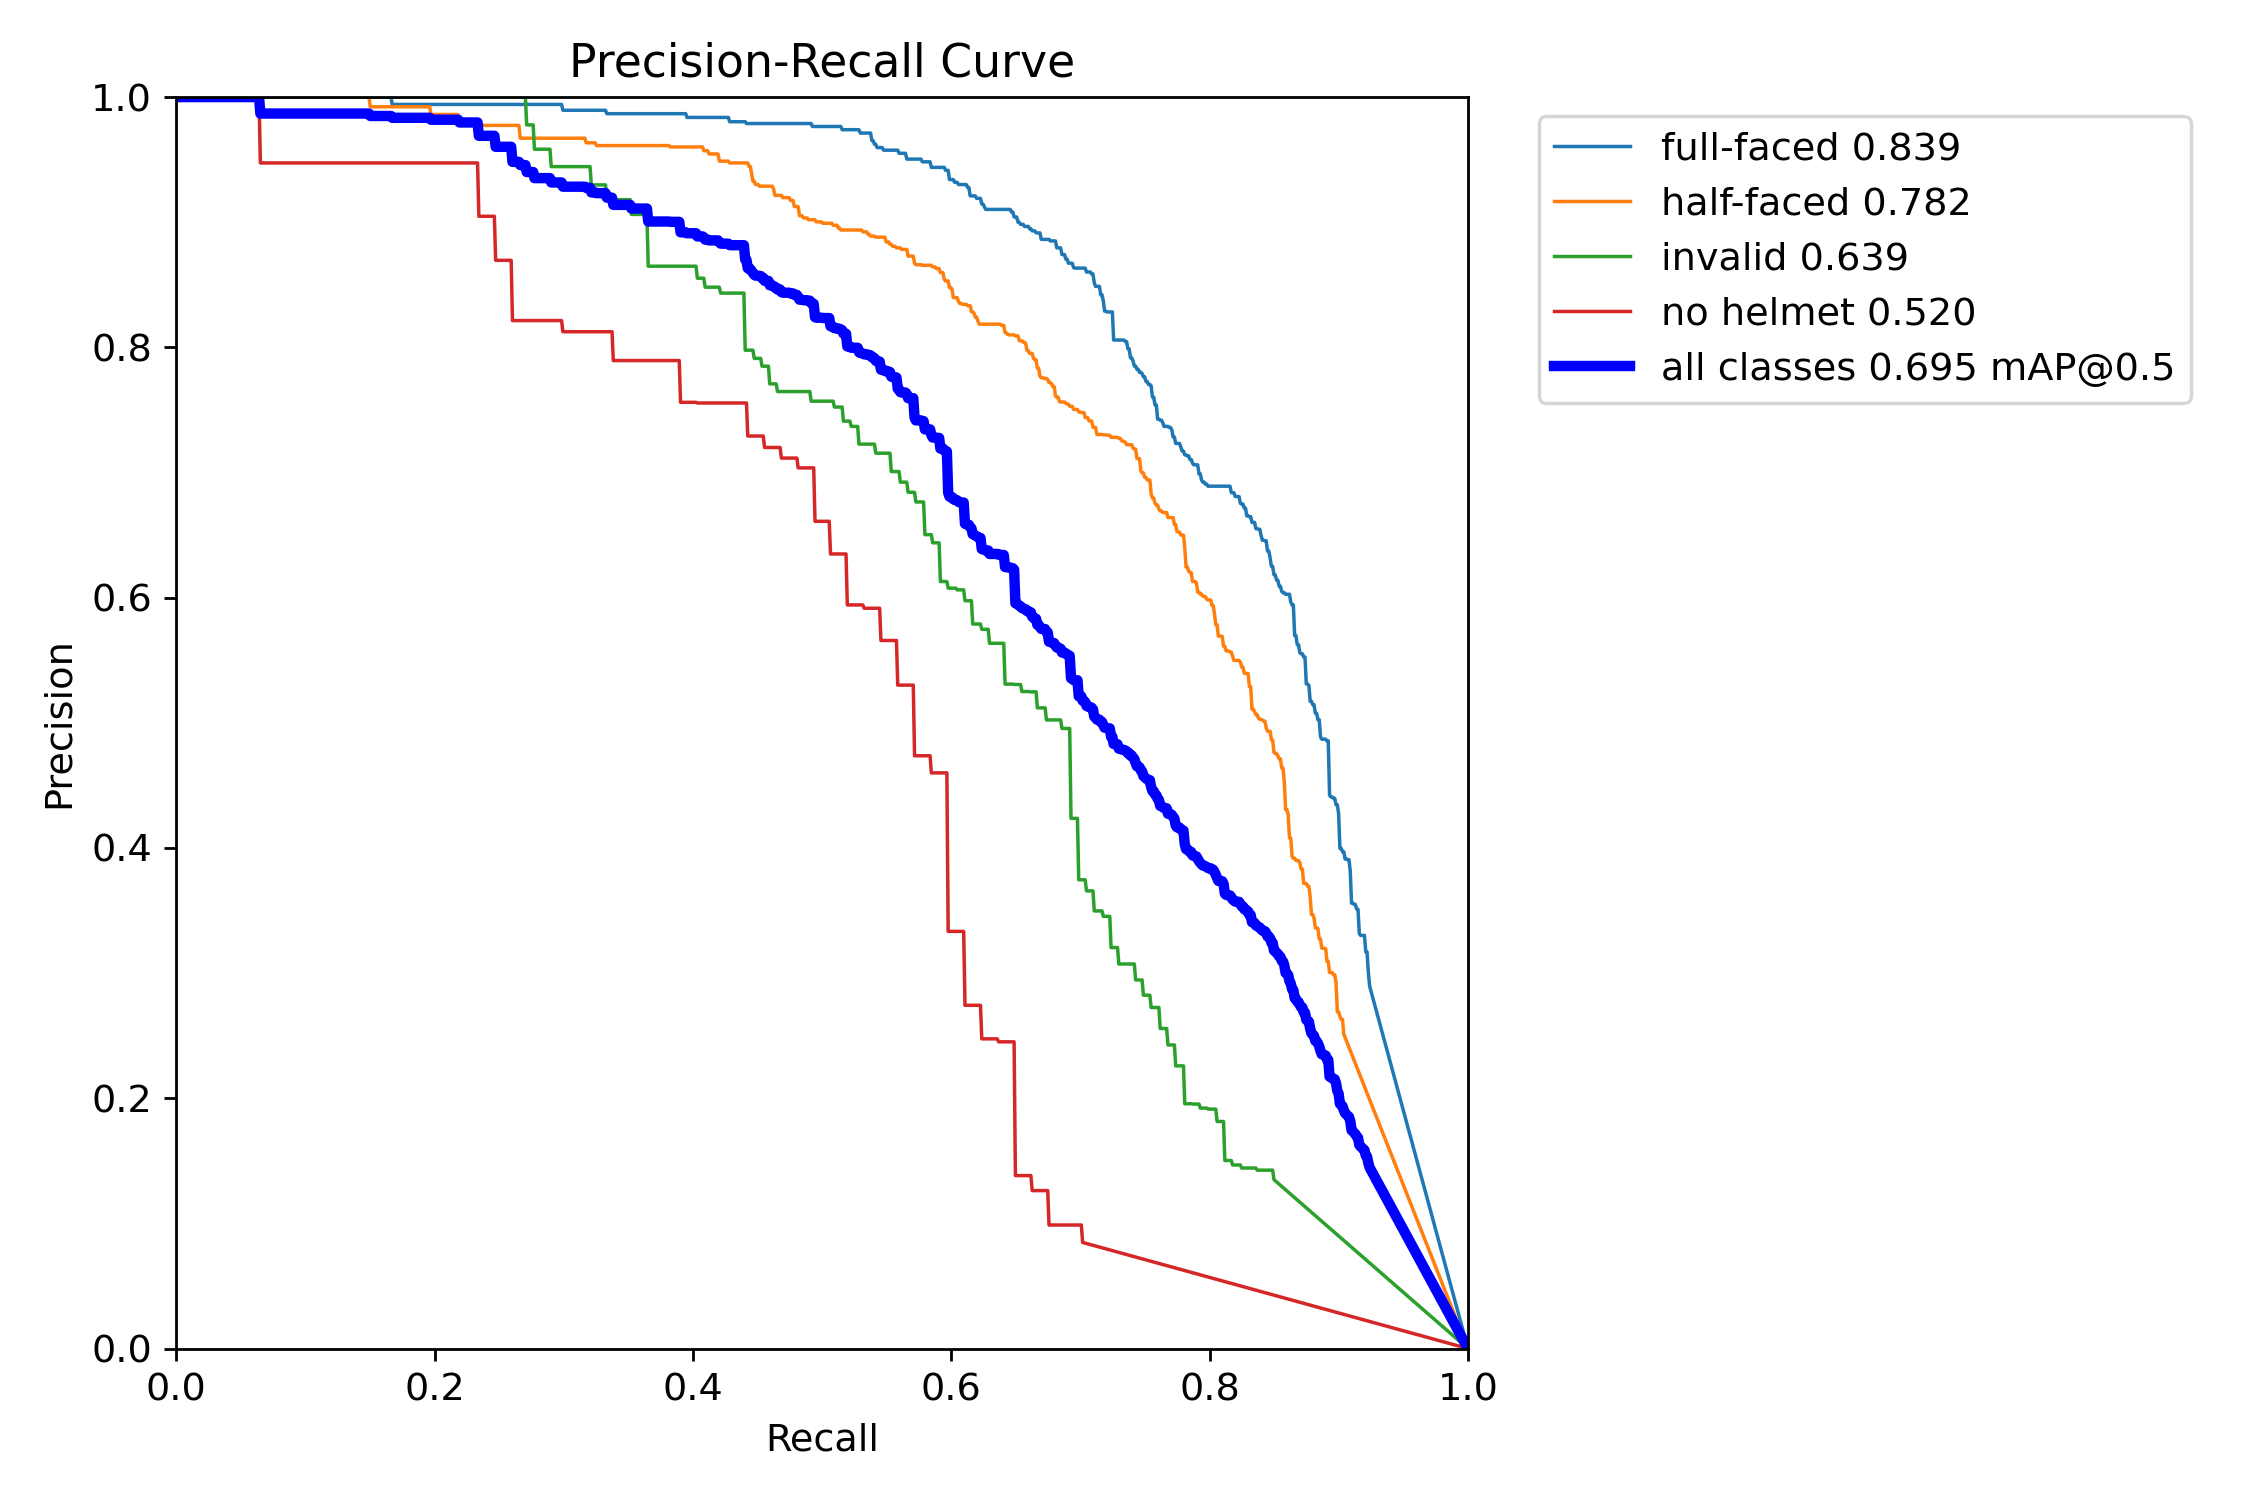 Precision-Recall Curve
1.0
0.8
0.6
0.4
0.2
0.0
Precision
0.0 0.2 0.4 0.6 0.8 1.0
Recall
full-faced 0.839
half-faced 0.782
invalid 0.639
no helmet 0.520
all classes 0.695 mAP@0.5